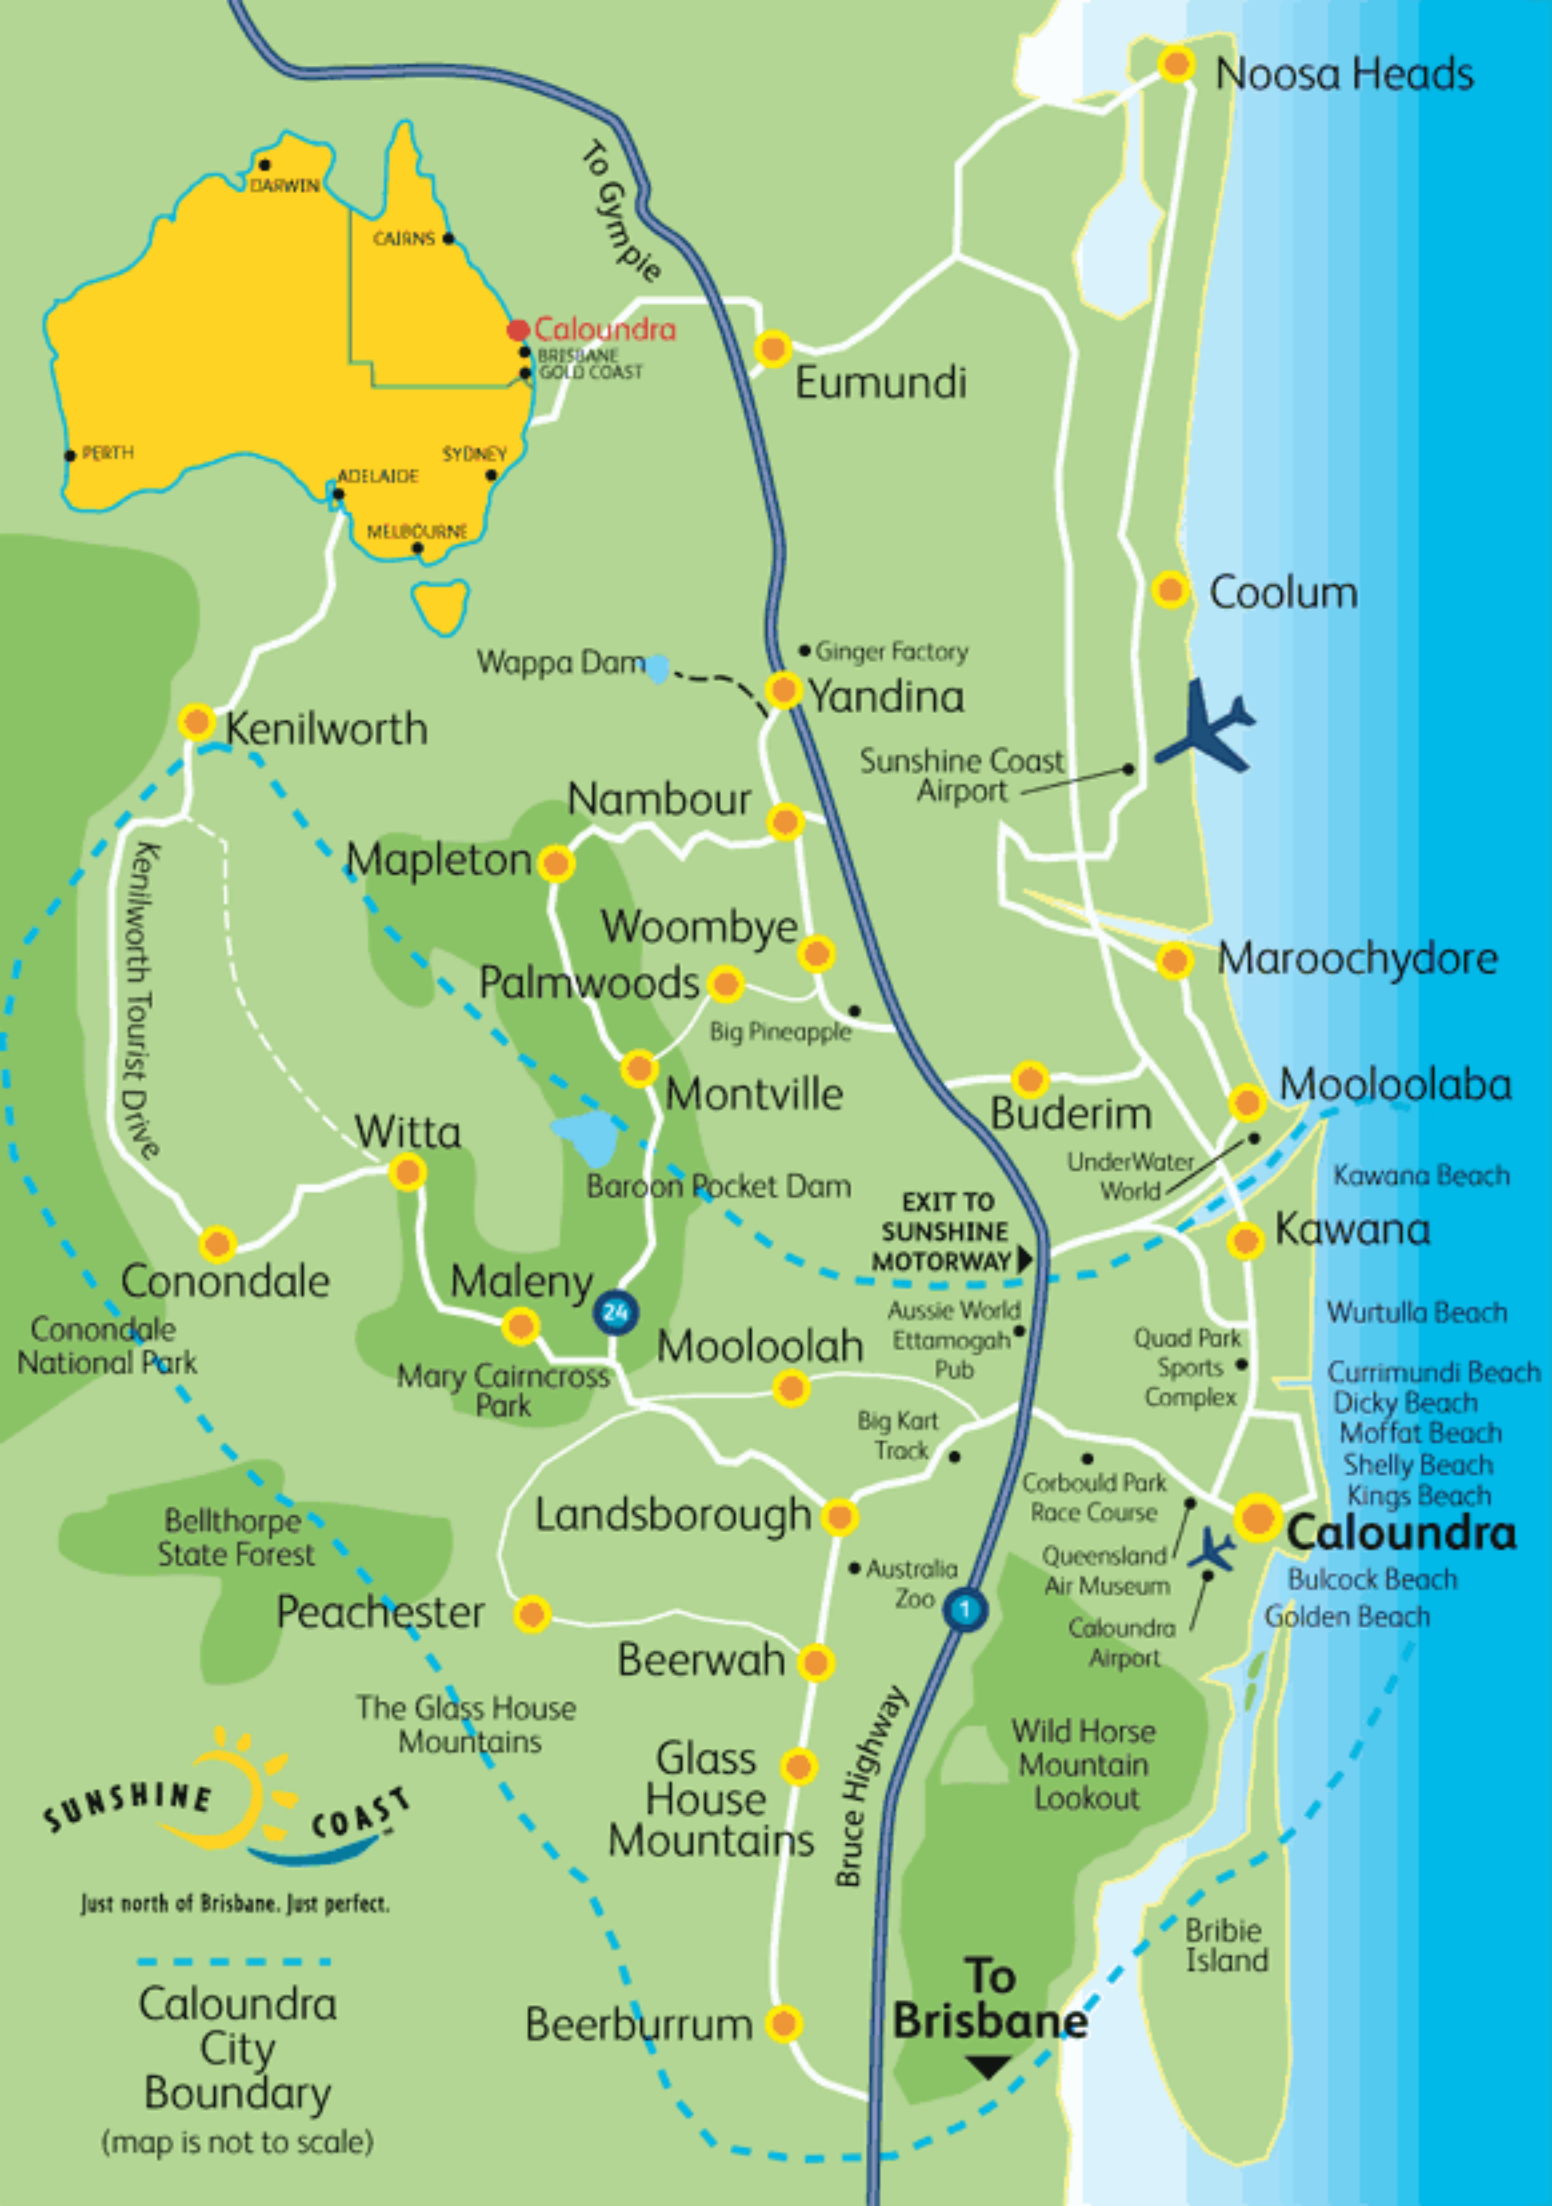 Noosa Heads
To Gympie
DARWIN
CAIRNS
Caloundra
BRISBANE
GOLD COAST
PERTH
SYDNEY
ADELAIDE
MELBOURNE
Eumundi
Coolum
Wappa Dam
Ginger Factory
Yandina
Kenilworth
Sunshine Coast
Airport
Nambour
Mapleton
Kenilworth Tourist Drive
Woombye
Palmwoods
Maroochydore
Big Pineapple
Montville
Buderim
Mooloolaba
Witta
UnderWater
World
Kawana Beach
Baroon Pocket Dam
EXIT TO
SUNSHINE
MOTORWAY
Kawana
Conondale
Maleny
24
Conondale
National Park
Aussie World
Ettamogah
Pub
Wurtulla Beach
Mooloolah
Quad Park
Sports
Complex
Mary Cairncross
Park
Currimundi Beach
Dicky Beach
Moffat Beach
Shelly Beach
Kings Beach
Big Kart
Track
Corbould Park
Race Course
Landsborough
Caloundra
Bellthorpe
State Forest
Queensland
Air Museum
Australia
Zoo
1
Bulcock Beach
Golden Beach
Peachester
Caloundra
Airport
Beerwah
The Glass House
Mountains
Bruce Highway
Wild Horse
Mountain
Lookout
Glass
House
Mountains
SUNSHINE
COAST
Just north of Brisbane. Just perfect.
Bribie
Island
To
Brisbane
Beerburrum
Caloundra
City
Boundary
(map is not to scale)